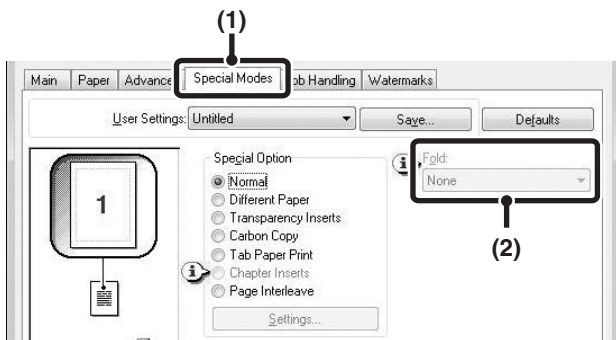 (1)
Main Paper Advance Special Modes ob Handling Watermarks
User Settings: Untitled Save... Defaults
Special Option
Normal
Different Paper
Transparency Inserts
Carbon Copy
Tab Paper Print
Chapter Inserts
Page Interleave
Settings...
1
Fold:
None
(2)